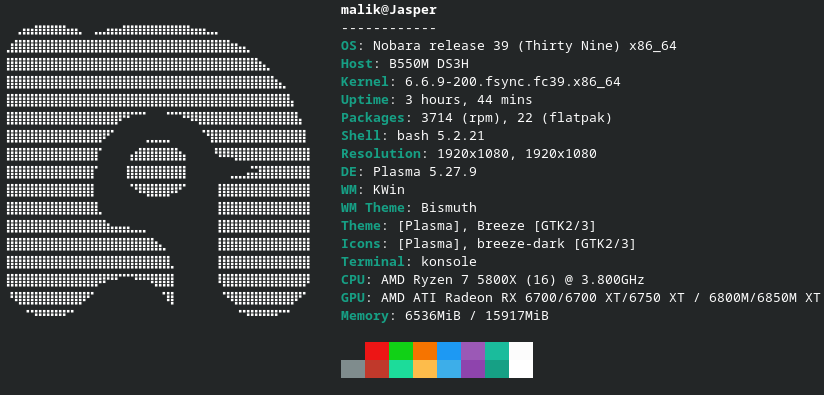 malik@Jasper
------------
OS: Nobara release 39 (Thirty Nine) x86_64
Host: B550M DS3H
Kernel: 6.6.9-200.fsync.fc39.x86_64
Uptime: 3 hours, 44 mins
Packages: 3714 (rpm), 22 (flatpak)
Shell: bash 5.2.21
Resolution: 1920x1080, 1920x1080
DE: Plasma 5.27.9
WM: KWin
WM Theme: Bismuth
Theme: [Plasma], Breeze [GTK2/3]
Icons: [Plasma], breeze-dark [GTK2/3]
Terminal: konsole
CPU: AMD Ryzen 7 5800X (16) @ 3.800GHz
GPU: AMD ATI Radeon RX 6700/6700 XT/6750 XT / 6800M/6850M XT
Memory: 6536MiB / 15917MiB